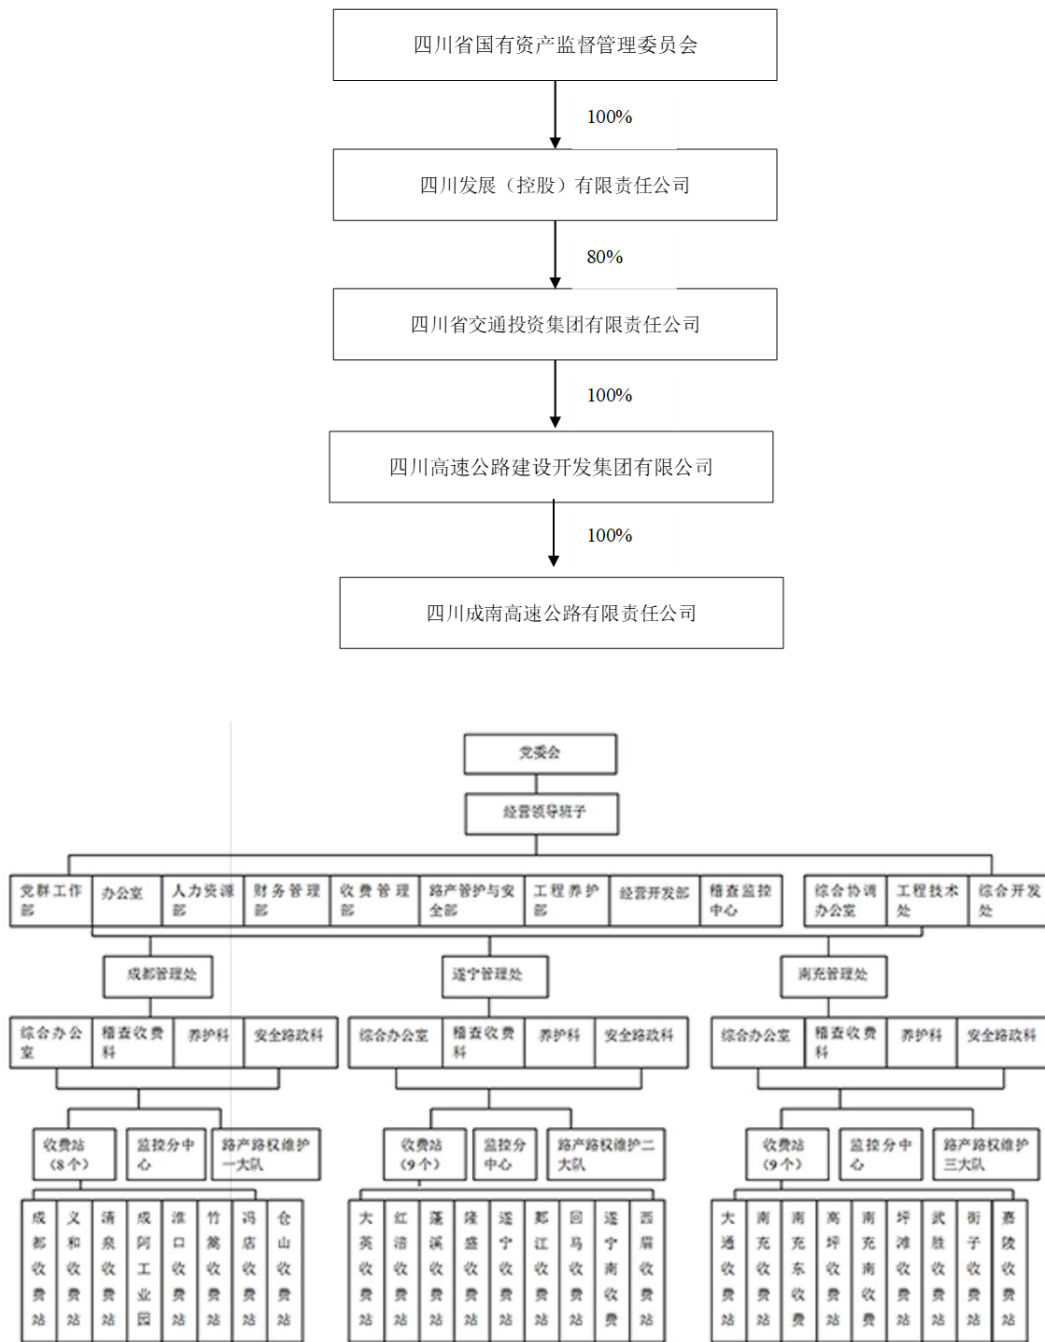 四川省国有资产监督管理委员会
100%
四川发展（控股）有限责任公司
80%
四川省交通投资集团有限责任公司
100%
四川高速公路建设开发集团有限公司
100%
四川成南高速公路有限责任公司
党委会
经营领导班子
党群工作
部
办公室
人力资源
部
财务管理
部
收费管理
部
路产管护与安
全部
工程养护
部
经营开发部
稽查监控
中心
综合协调
办公室
工程技术
处
综合开发
处
成都管理处
遂宁管理处
南充管理处
综合办公
室
稽查收费
科
养护科
安全路政科
综合办公室
稽查收费
科
养护科
安全路政科
综合办公室
稽查收费
科
养护科
安全路政科
收费站
（8个）
监控分中
心
路产路权维护
一大队
收费站
（9个）
监控分
中心
路产路权维护二
大队
收费站
（9个）
监控分中
心
路产路权维护
三大队
成都收费站
义和收费站
清泉收费站
成阿工业园
淮口收费站
竹篙收费站
冯店收费站
仓山收费站
大英收费站
红涪收费站
蓬溪收费站
隆盛收费站
遂宁收费站
郪江收费站
回马收费站
遂宁南收费站
西眉收费站
大通收费站
南充收费站
南充东收费
高坪收费站
南充南收费
坪滩收费站
武胜收费站
街子收费站
嘉陵收费站